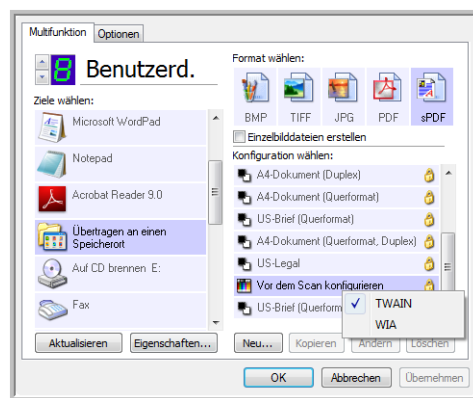 Multifunktion
Optionen
8
Benutzerd.
Ziele wählen:
Microsoft WordPad
Notepad
Acrobat Reader 9.0
Übertragen an einen
Speicherort
Auf CD brennen E:
Fax
Aktualisieren
Eigenschaften...
Format wählen:
BMP
TIFF
JPG
PDF
sPDF
Einzelbilddateien erstellen
Konfiguration wählen:
A4-Dokument (Duplex)
A4-Dokument (Querformat)
US-Brief (Querformat)
A4-Dokument (Querformat, Duplex)
US-Legal
Vor dem Scan konfigurieren
US-Brief (Querform
TWAIN
WIA
Neu...
Kopieren
Ändern
Löschen
OK
Abbrechen
Übernehmen